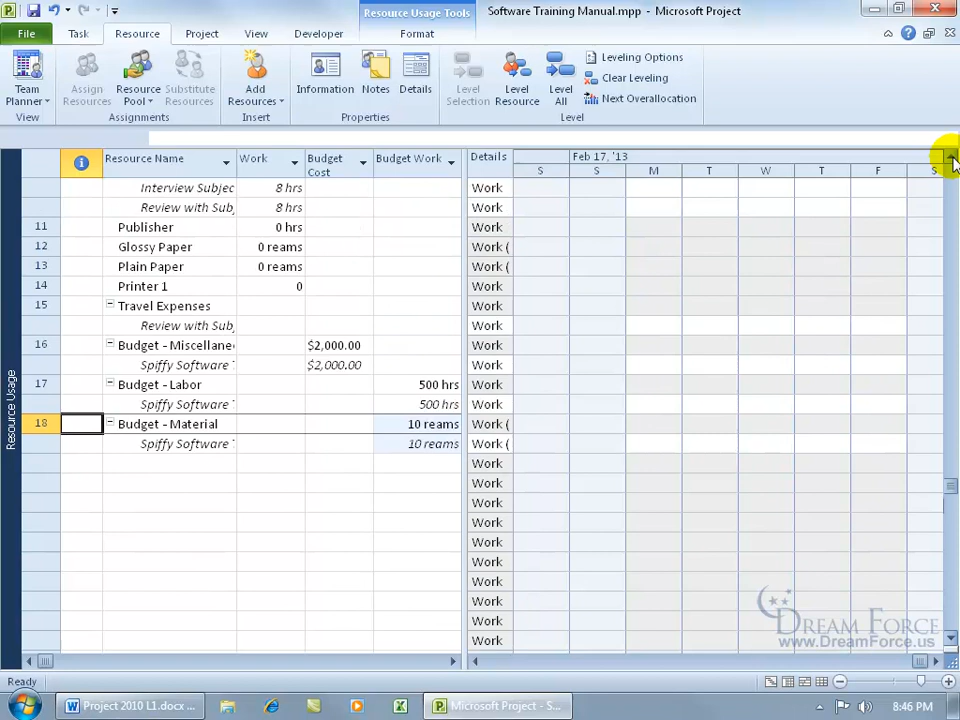 Resource Usage Tools
Software Training Manual.mpp - Microsoft Project
File Task Resource Project View Developer Format
Team Planner
Assign Resources
Resource Pool
Substitute Resources
Add Resources
Information
Notes
Details
Level Selection
Level Resource
Level All
Leveling Options
Clear Leveling
Next Overallocation
View Assignments Insert Properties Level
Resource Name Work Budget Cost Budget Work Details Feb 17, '13
S S M T W T F S
Interview Subjec 8 hrs Work
Review with Subj 8 hrs Work
11 Publisher 0 hrs Work
12 Glossy Paper 0 reams Work (
13 Plain Paper 0 reams Work (
14 Printer 1 0 Work
15 Travel Expenses Work
Review with Subj Work
16 Budget - Miscellane $2,000.00 Work
Spiffy Software $2,000.00 Work
17 Budget - Labor 500 hrs Work
Spiffy Software 500 hrs Work
18 Budget - Material 10 reams Work (
Spiffy Software 10 reams Work (
Work
Work
Work
Work
Work
Work
Work
Work
Work
Work
Resource Usage
Dream Force
www.DreamForce.us
Ready
Project 2010 L1.docx ...
Microsoft Project - S...
8:46 PM